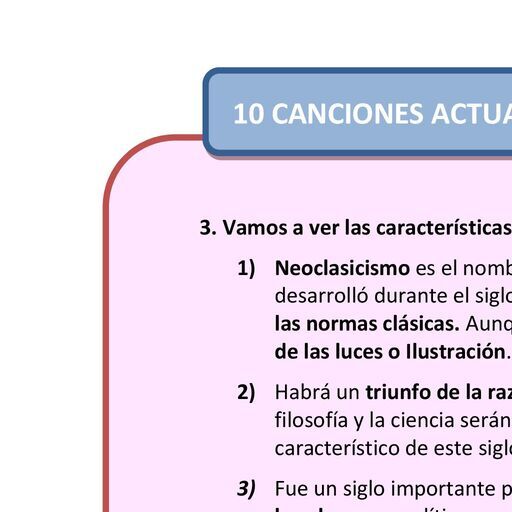 10 CANCIONES ACTUA
3. Vamos a ver las características
1) Neoclasicismo es el nomb
desarrolló durante el siglo
las normas clásicas. Aunq
de las luces o Ilustración.
2) Habrá un triunfo de la raz
filosofía y la ciencia serán
característico de este siglo
3) Fue un siglo importante p